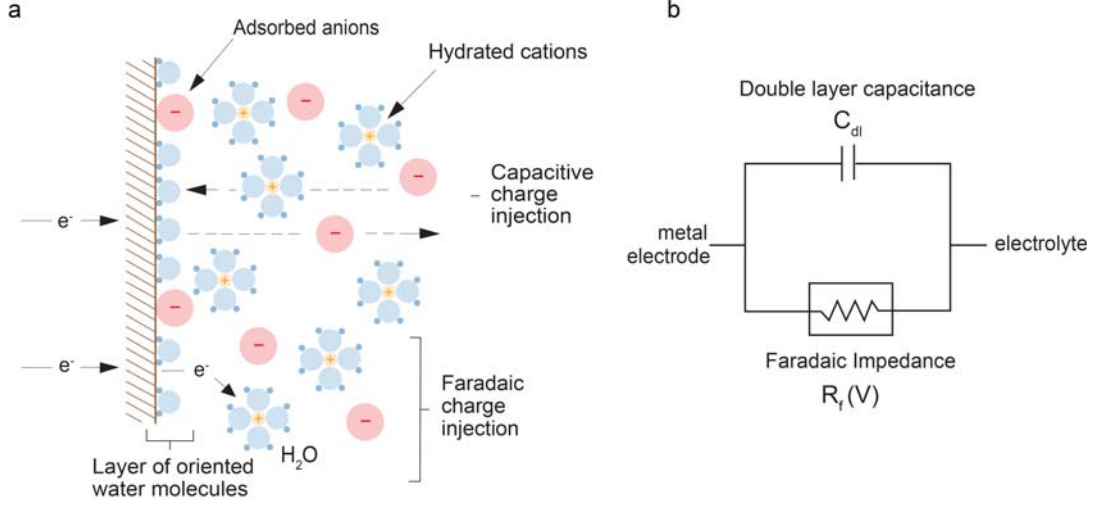 a
Adsorbed anions
Hydrated cations
Capacitive
charge
injection
e⁻
e⁻
e⁻
Faradaic
charge
injection
H₂O
Layer of oriented
water molecules
b
Double layer capacitance
C_dl
metal
electrode
electrolyte
Faradaic Impedance
R_f(V)